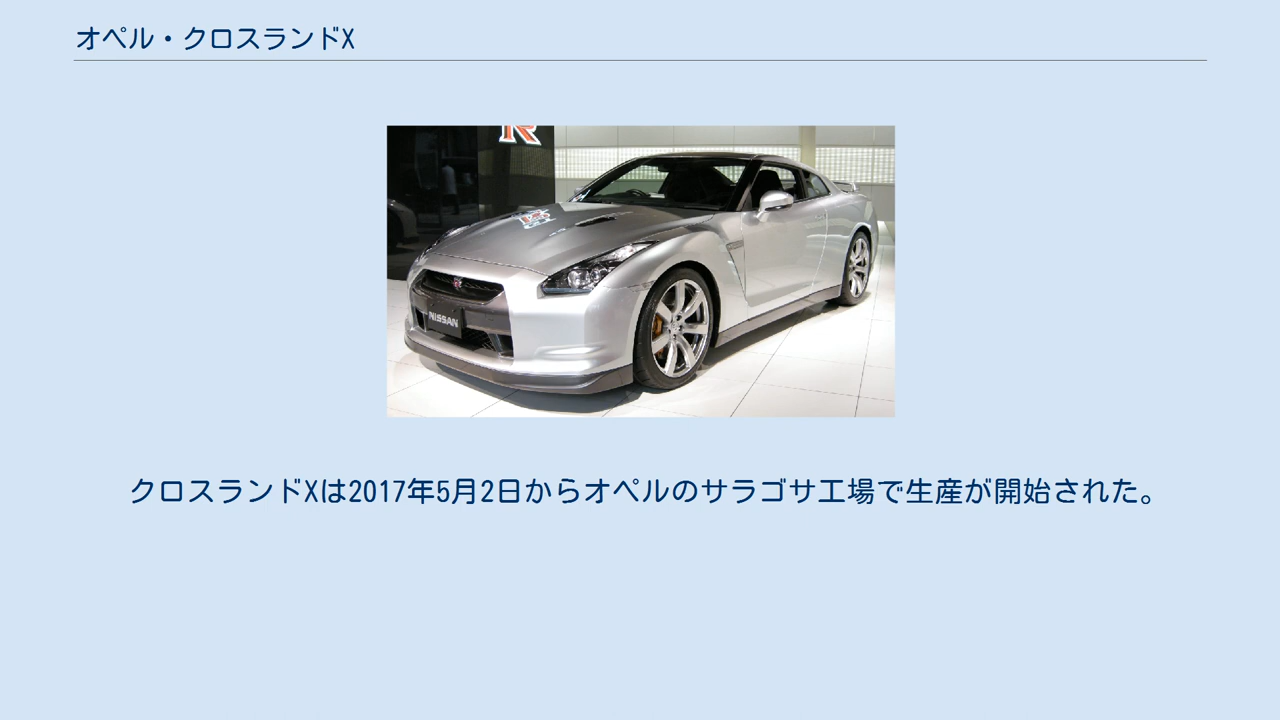 オペル・クロスランドX
R
NISSAN
クロスランドXは2017年5月2日からオペルのサラゴサ工場で生産が開始された。